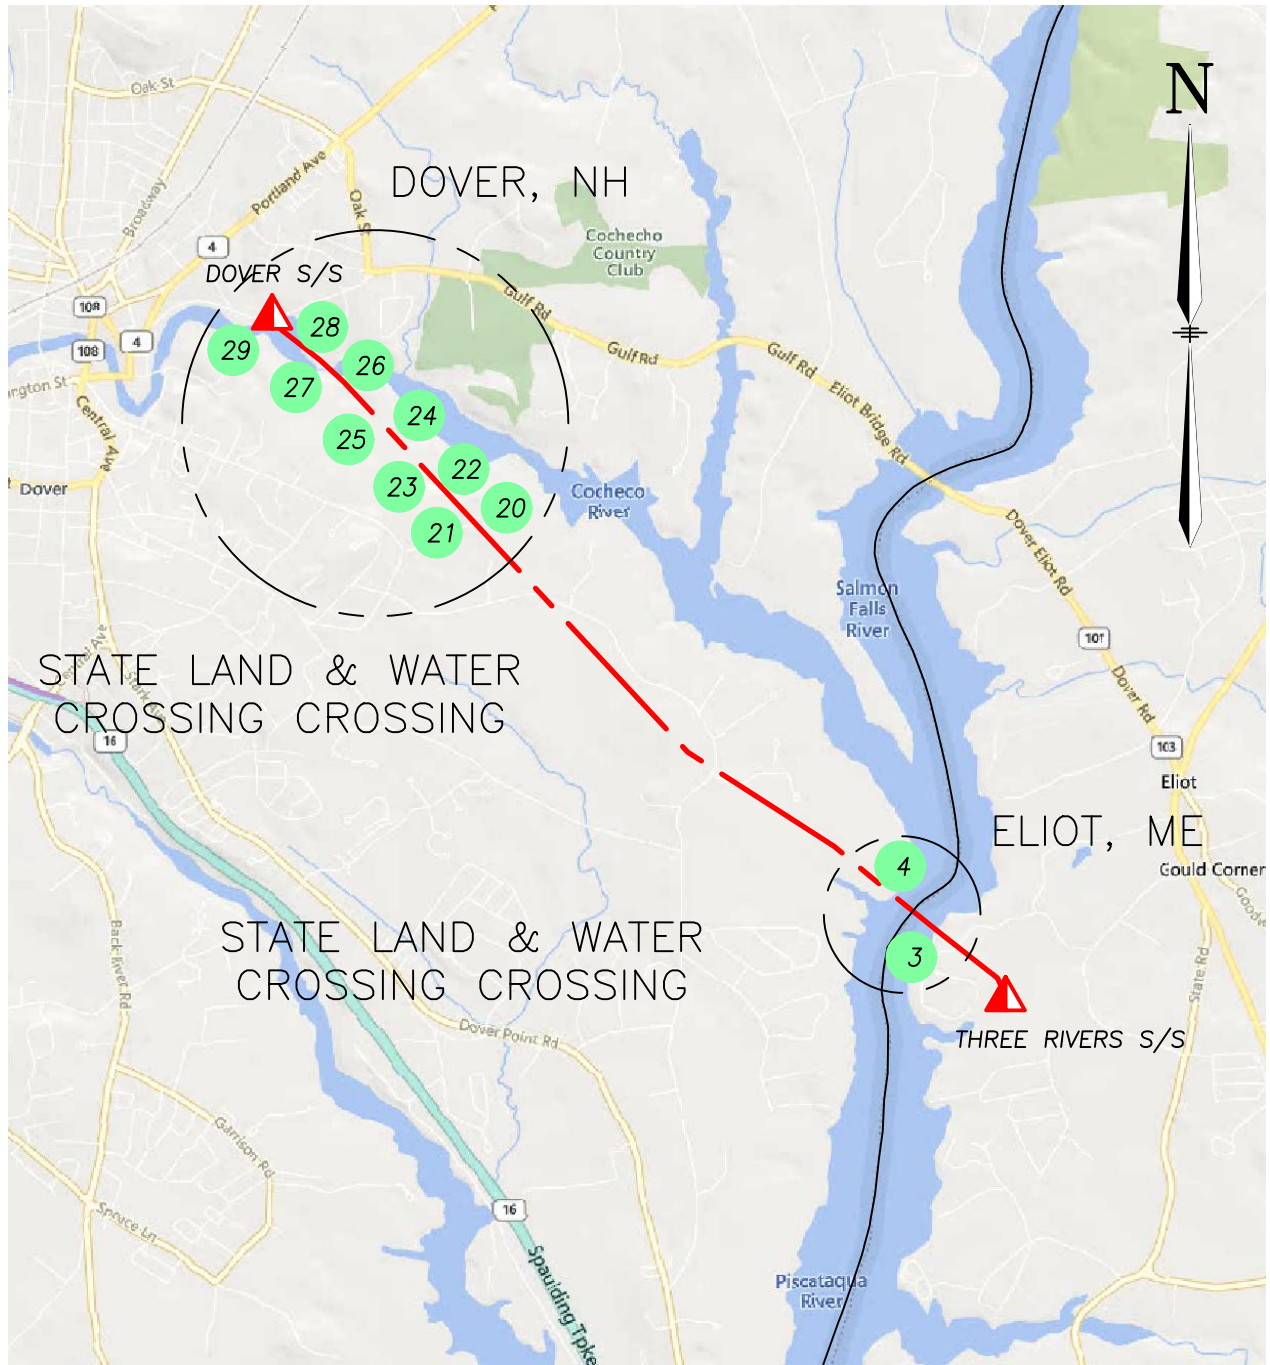 N
Oak St
Broadway
Portland Ave
Oak St
DOVER, NH
Cochecho
Country
Club
4
DOVER S/S
108
4
108
Gulf Rd
Gulf Rd
Gulf Rd
Eliot Bridge Rd
28
29
26
27
24
25
22
23
20
21
Central Ave
Dover
Cocheco
River
Dover Eliot Rd
Salmon
Falls
River
101
Dover Rd
103
Eliot
STATE LAND & WATER
CROSSING CROSSING
16
ELIOT, ME
Gould Corner
4
3
STATE LAND & WATER
CROSSING CROSSING
Back River Rd
State Rd
Dover Point Rd
THREE RIVERS S/S
Garrison Rd
Spruce Ln
16
Spaulding Tpke
Piscataqua
River